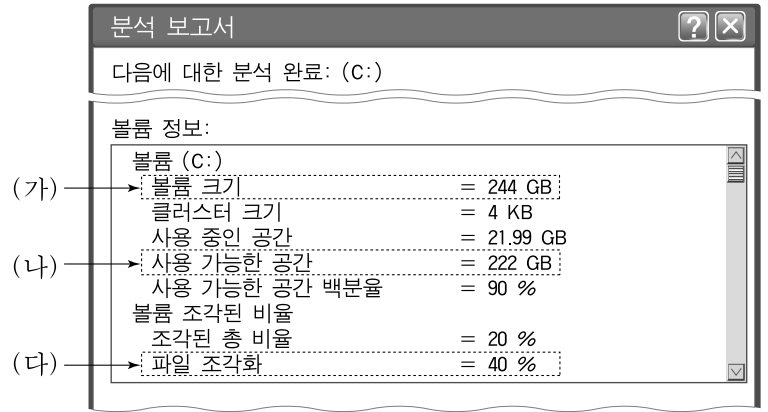 분석 보고서
다음에 대한 분석 완료: (C:)
볼륨 정보:
볼륨 (C:)
(가) 볼륨 크기 = 244 GB
클러스터 크기 = 4 KB
사용 중인 공간 = 21.99 GB
(나) 사용 가능한 공간 = 222 GB
사용 가능한 공간 백분율 = 90 %
볼륨 조각된 비율
조각된 총 비율 = 20 %
(다) 파일 조각화 = 40 %